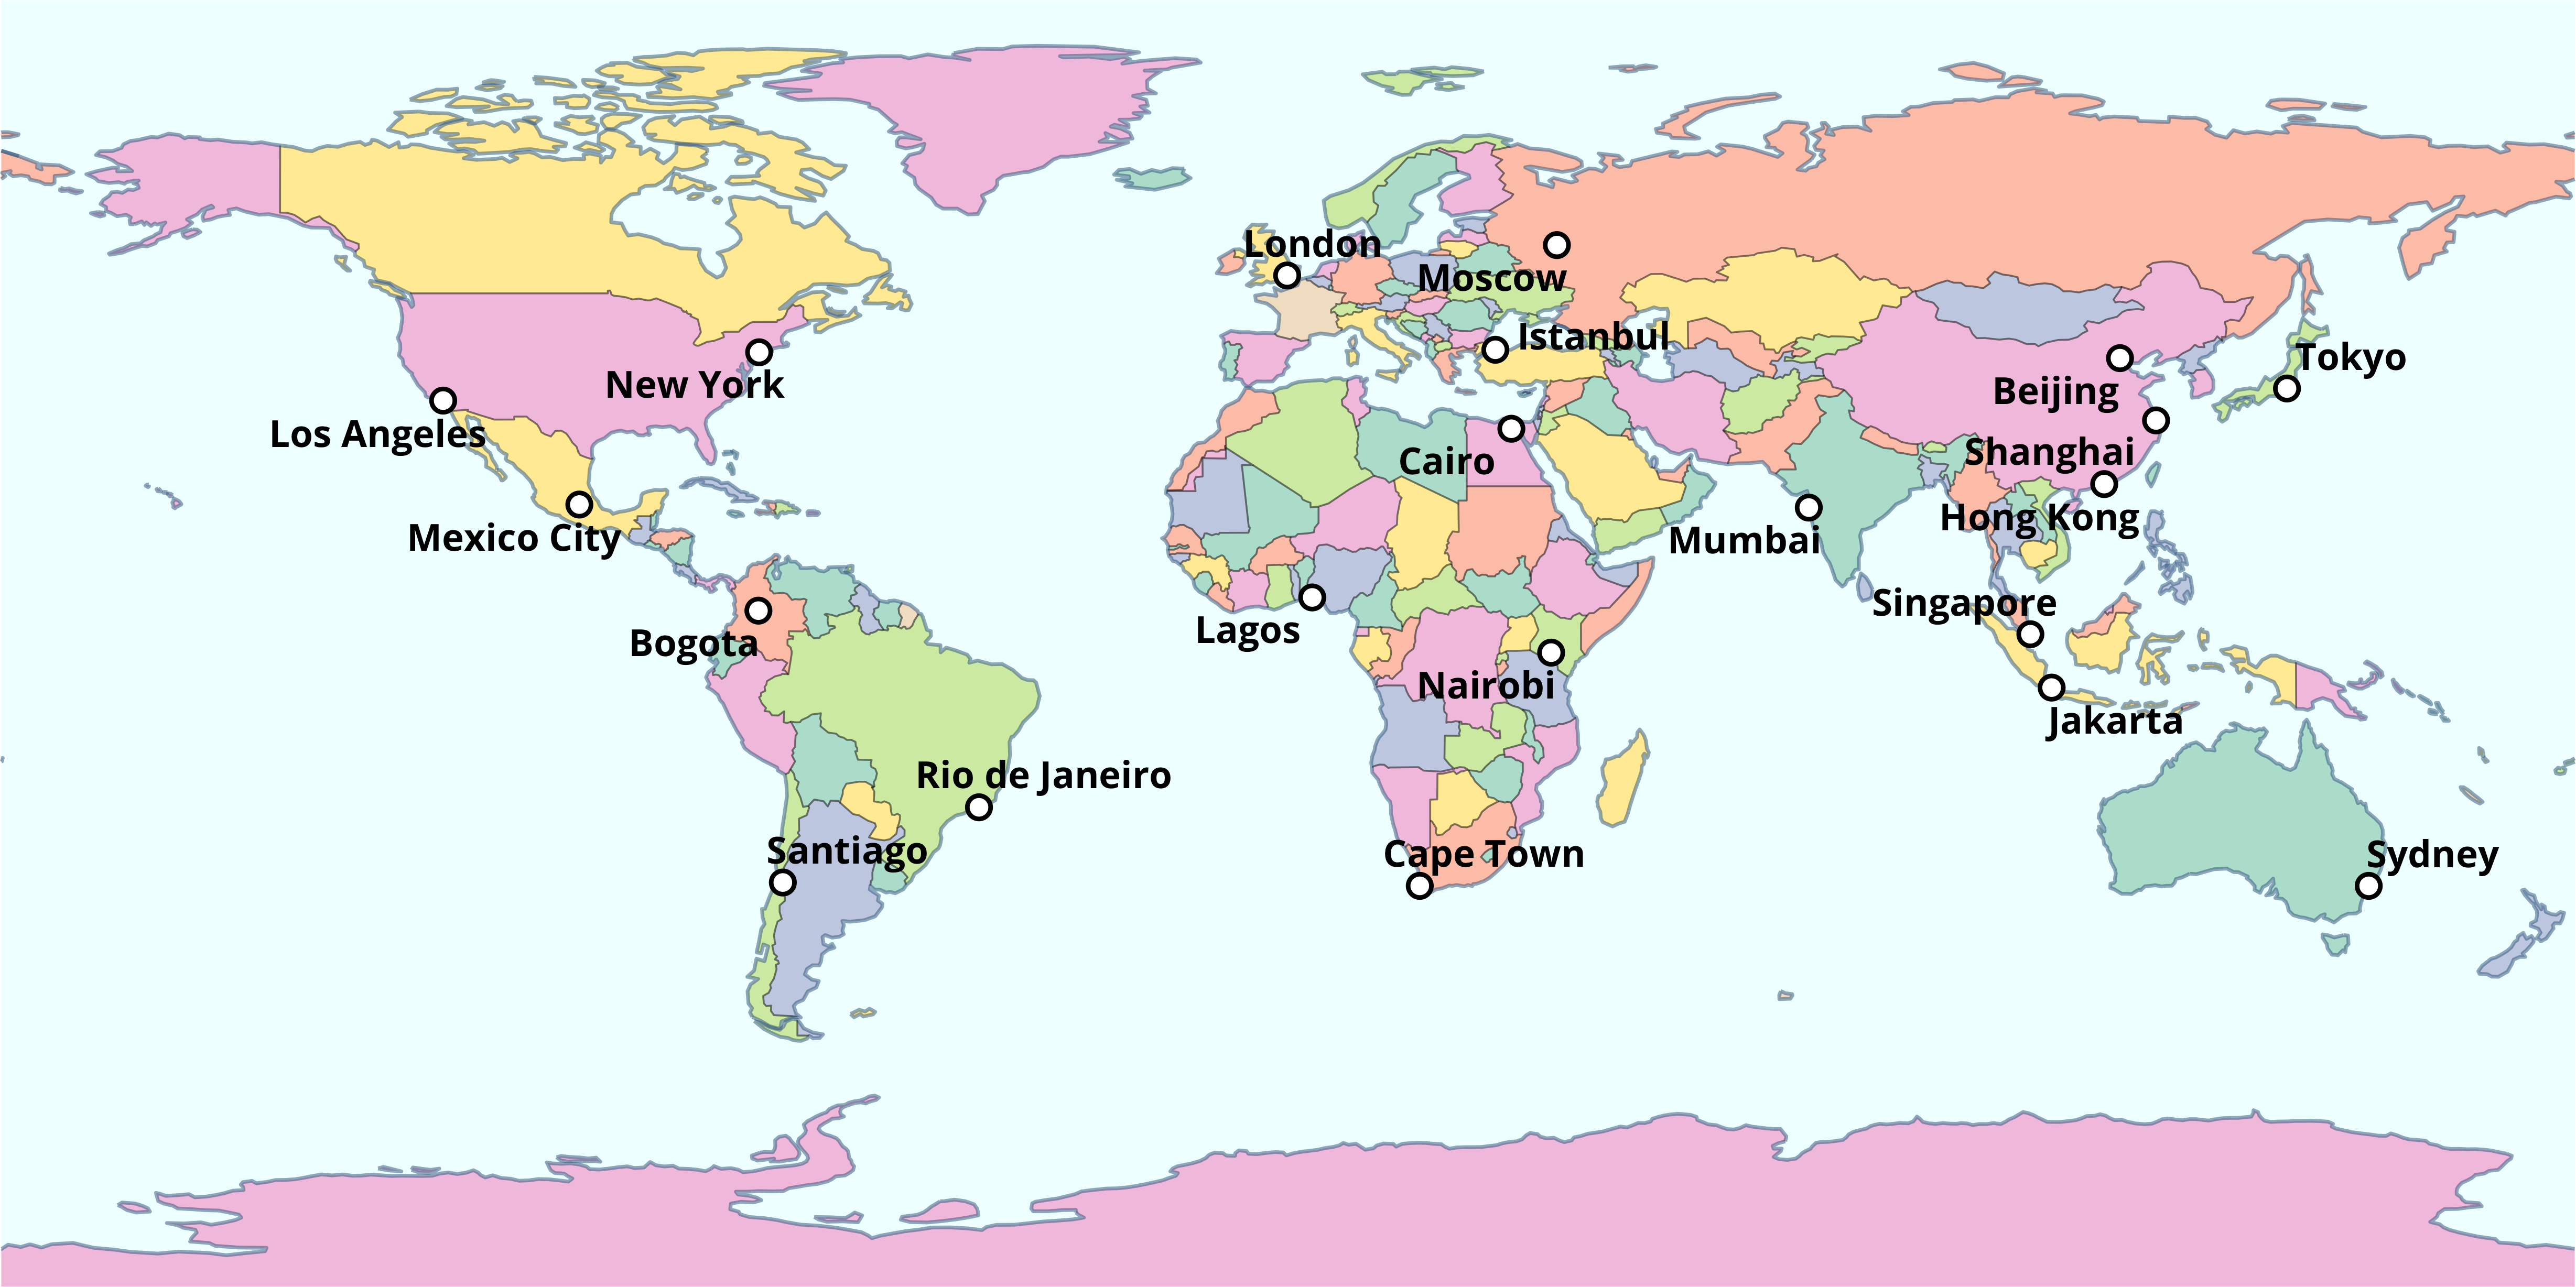 London
Moscow
Istanbul
Tokyo
New York
Beijing
Los Angeles
Shanghai
Cairo
Hong Kong
Mexico City
Mumbai
Singapore
Lagos
Bogota
Nairobi
Jakarta
Rio de Janeiro
Santiago
Cape Town
Sydney